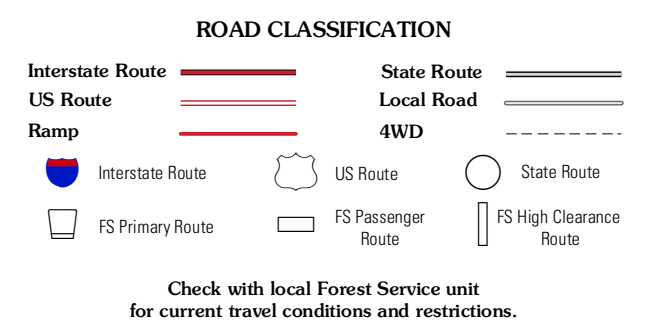 ROAD CLASSIFICATION
Interstate Route
State Route
US Route
Local Road
Ramp
4WD
Interstate Route
US Route
State Route
FS Primary Route
FS Passenger
Route
FS High Clearance
Route
Check with local Forest Service unit
for current travel conditions and restrictions.